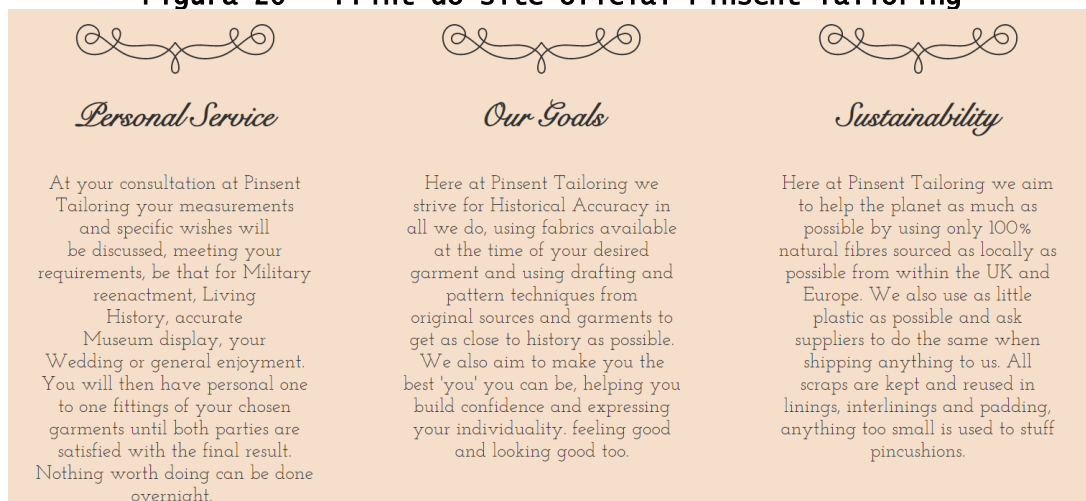 Figura 20 - Print do site oficial Pinsent Tailoring
Personal Service
At your consultation at Pinsent
Tailoring your measurements
and specific wishes will
be discussed, meeting your
requirements, be that for Military
reenactment, Living
History, accurate
Museum display, your
Wedding or general enjoyment.
You will then have personal one
to one fittings of your chosen
garments until both parties are
satisfied with the final result.
Nothing worth doing can be done
overnight.
Our Goals
Here at Pinsent Tailoring we
strive for Historical Accuracy in
all we do, using fabrics available
at the time of your desired
garment and using drafting and
pattern techniques from
original sources and garments to
get as close to history as possible.
We also aim to make you the
best 'you' you can be, helping you
build confidence and expressing
your individuality. feeling good
and looking good too.
Sustainability
Here at Pinsent Tailoring we aim
to help the planet as much as
possible by using only 100%
natural fibres sourced as locally as
possible from within the UK and
Europe. We also use as little
plastic as possible and ask
suppliers to do the same when
shipping anything to us. All
scraps are kept and reused in
linings, interlinings and padding,
anything too small is used to stuff
pincushions.